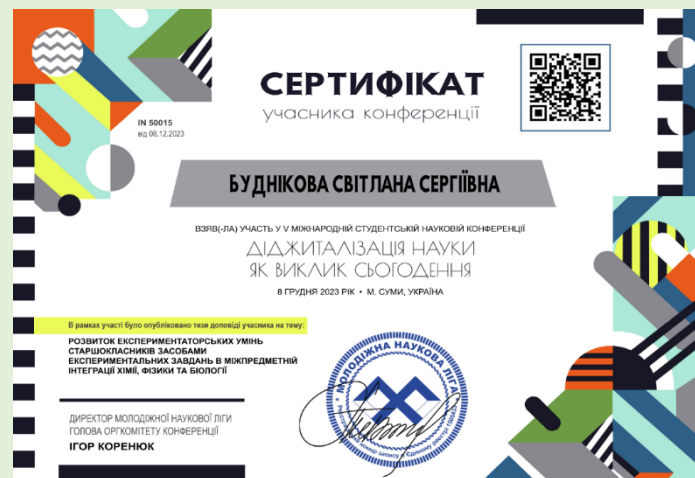 СЕРТИФІКАТ
учасника конференції
IN 50015
від 08.12.2023
БУДНІКОВА СВІТЛАНА СЕРГІЇВНА
ВЗЯВ(-ЛА) УЧАСТЬ У V МІЖНАРОДНІЙ СТУДЕНТСЬКІЙ НАУКОВІЙ КОНФЕРЕНЦІЇ
ДІДЖИТАЛІЗАЦІЯ НАУКИ
ЯК ВИКЛИК СЬОГОДЕННЯ
8 ГРУДНЯ 2023 РІК • М. СУМИ, УКРАЇНА
В рамках участі було опубліковано тези доповіді учасника на тему:
РОЗВИТОК ЕКСПЕРИМЕНТАТОРСЬКИХ УМІНЬ
СТАРШОКЛАСНИКІВ ЗАСОБАМИ
ЕКСПЕРИМЕНТАЛЬНИХ ЗАВДАНЬ В МІЖПРЕДМЕТНІЙ
ІНТЕГРАЦІЇ ХІМІЇ, ФІЗИКИ ТА БІОЛОГІЇ
ДИРЕКТОР МОЛОДІЖНОЇ НАУКОВОЇ ЛІГИ
ГОЛОВА ОРГКОМІТЕТУ КОНФЕРЕНЦІЇ
ІГОР КОРЕНЮК
МОЛОДІЖНА НАУКОВА ЛІГА